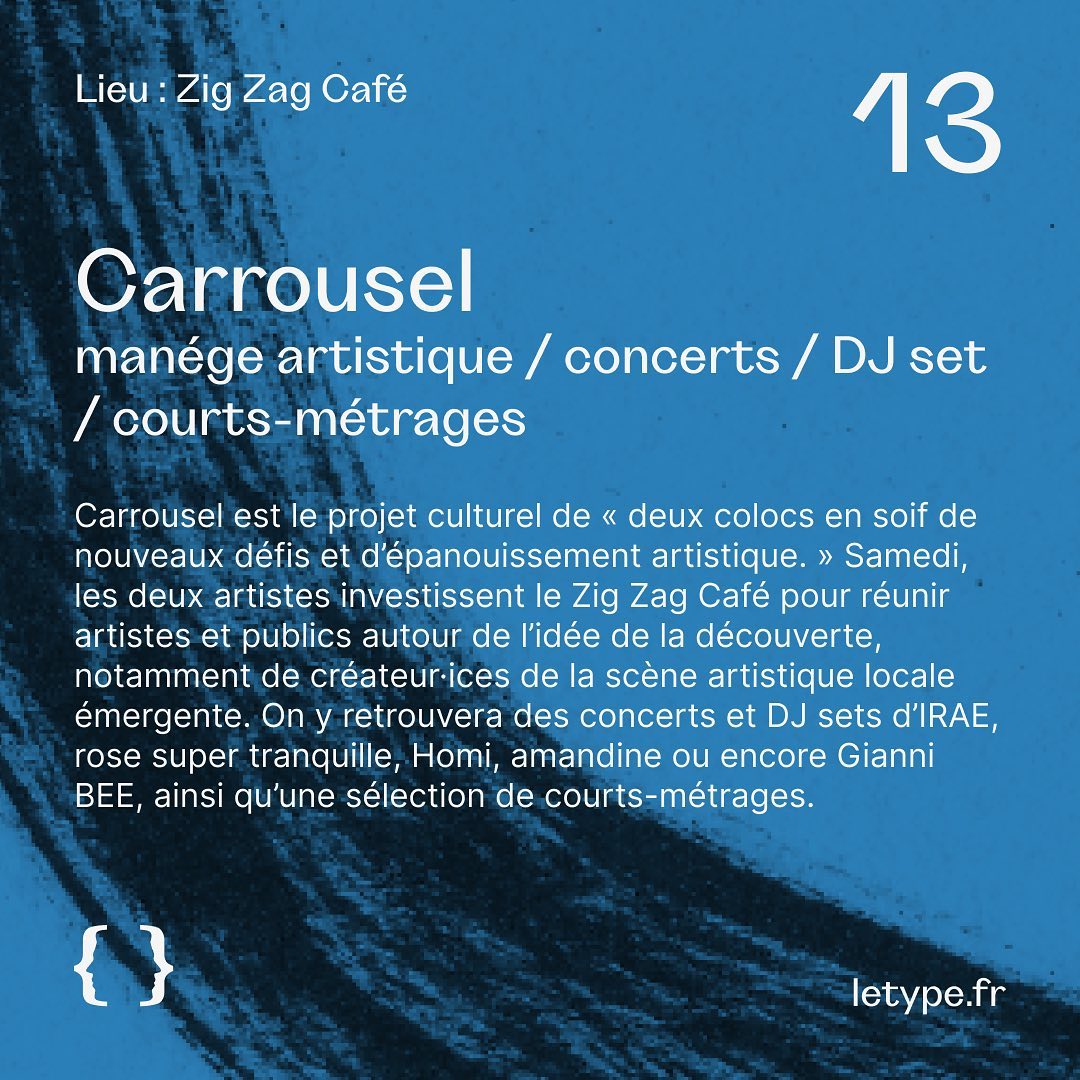 Lieu : Zig Zag Café
13
Carrousel
manége artistique / concerts / DJ set
/ courts-métrages
Carrousel est le projet culturel de « deux colocs en soif de
nouveaux défis et d’épanouissement artistique. » Samedi,
les deux artistes investissent le Zig Zag Café pour réunir
artistes et publics autour de l’idée de la découverte,
notamment de créateur·ices de la scène artistique locale
émergente. On y retrouvera des concerts et DJ sets d’IRAE,
rose super tranquille, Homi, amandine ou encore Gianni
BEE, ainsi qu’une sélection de courts-métrages.
{ }
letype.fr